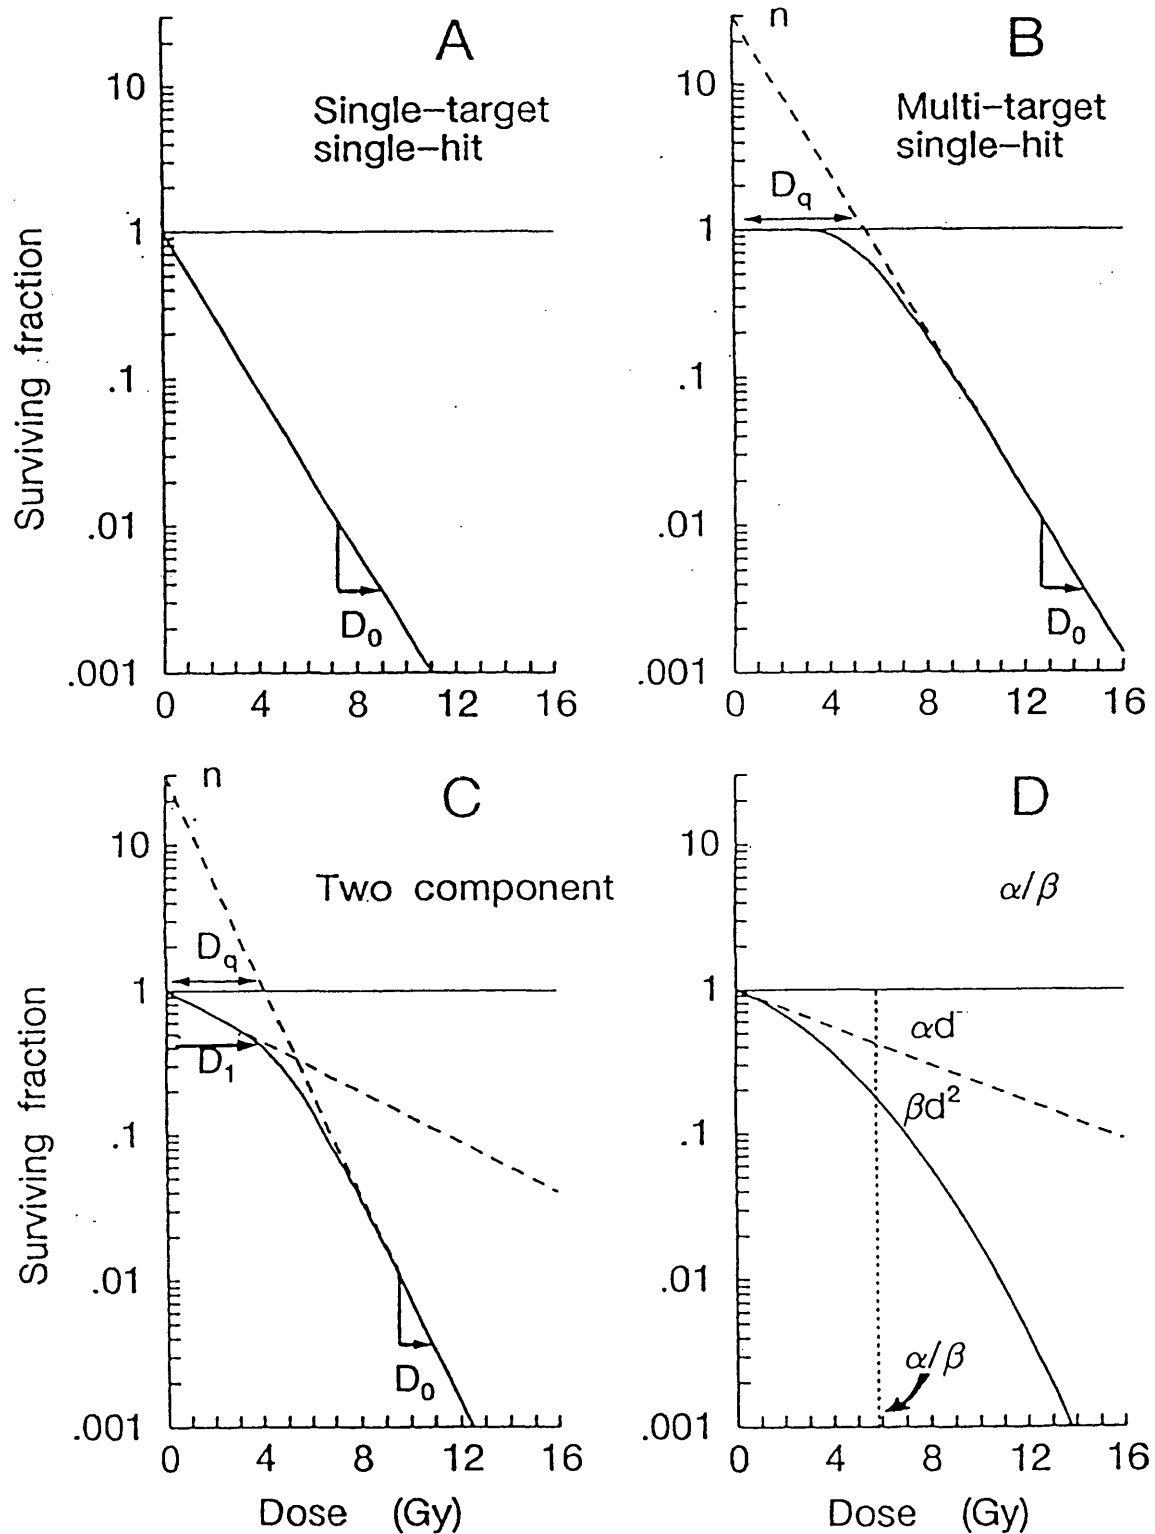 A
Single-target
single-hit
10
1
.1
.01
.001
D₀
0 4 8 12 16
Surviving fraction
n
B
Multi-target
single-hit
10
D_q
1
.1
.01
.001
D₀
0 4 8 12 16
n
C
Two component
10
D_q
1
D₁
.1
.01
.001
D₀
0 4 8 12 16
Surviving fraction
Dose (Gy)
D
α/β
10
1
αd
βd²
.1
.01
α/β
.001
0 4 8 12 16
Dose (Gy)